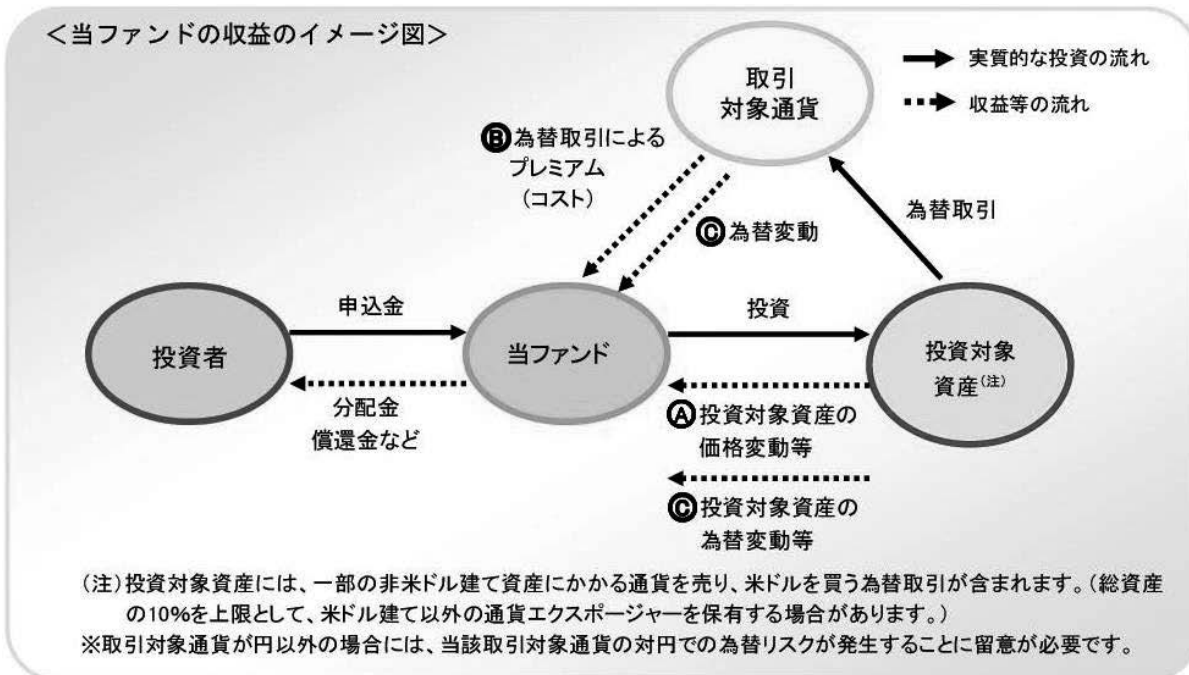 ＜当ファンドの収益のイメージ図＞
取引
対象通貨
実質的な投資の流れ
収益等の流れ
Ⓑ為替取引による
プレミアム
（コスト）
Ⓒ為替変動
為替取引
投資者
申込金
分配金
償還金など
当ファンド
投資
投資対象
資産(注)
Ⓐ投資対象資産の
価格変動等
Ⓒ投資対象資産の
為替変動等
（注）投資対象資産には、一部の非米ドル建て資産にかかる通貨を売り、米ドルを買う為替取引が含まれます。（総資産
の10%を上限として、米ドル建て以外の通貨エクスポージャーを保有する場合があります。）
※取引対象通貨が円以外の場合には、当該取引対象通貨の対円での為替リスクが発生することに留意が必要です。